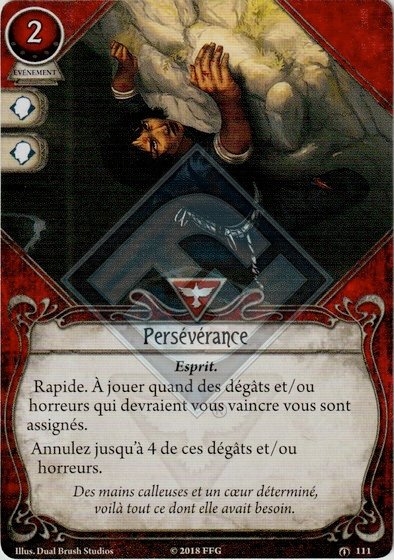 2
ÉVÉNEMENT
Persévérance
Esprit.
Rapide. À jouer quand des dégâts et/ou
horreurs qui devraient vous vaincre vous sont
assignés.
Annulez jusqu'à 4 de ces dégâts et/ou
horreurs.
Des mains calleuses et un cœur déterminé,
voilà tout ce dont elle avait besoin.
Illus. Dual Brush Studios © 2018 FFG 111